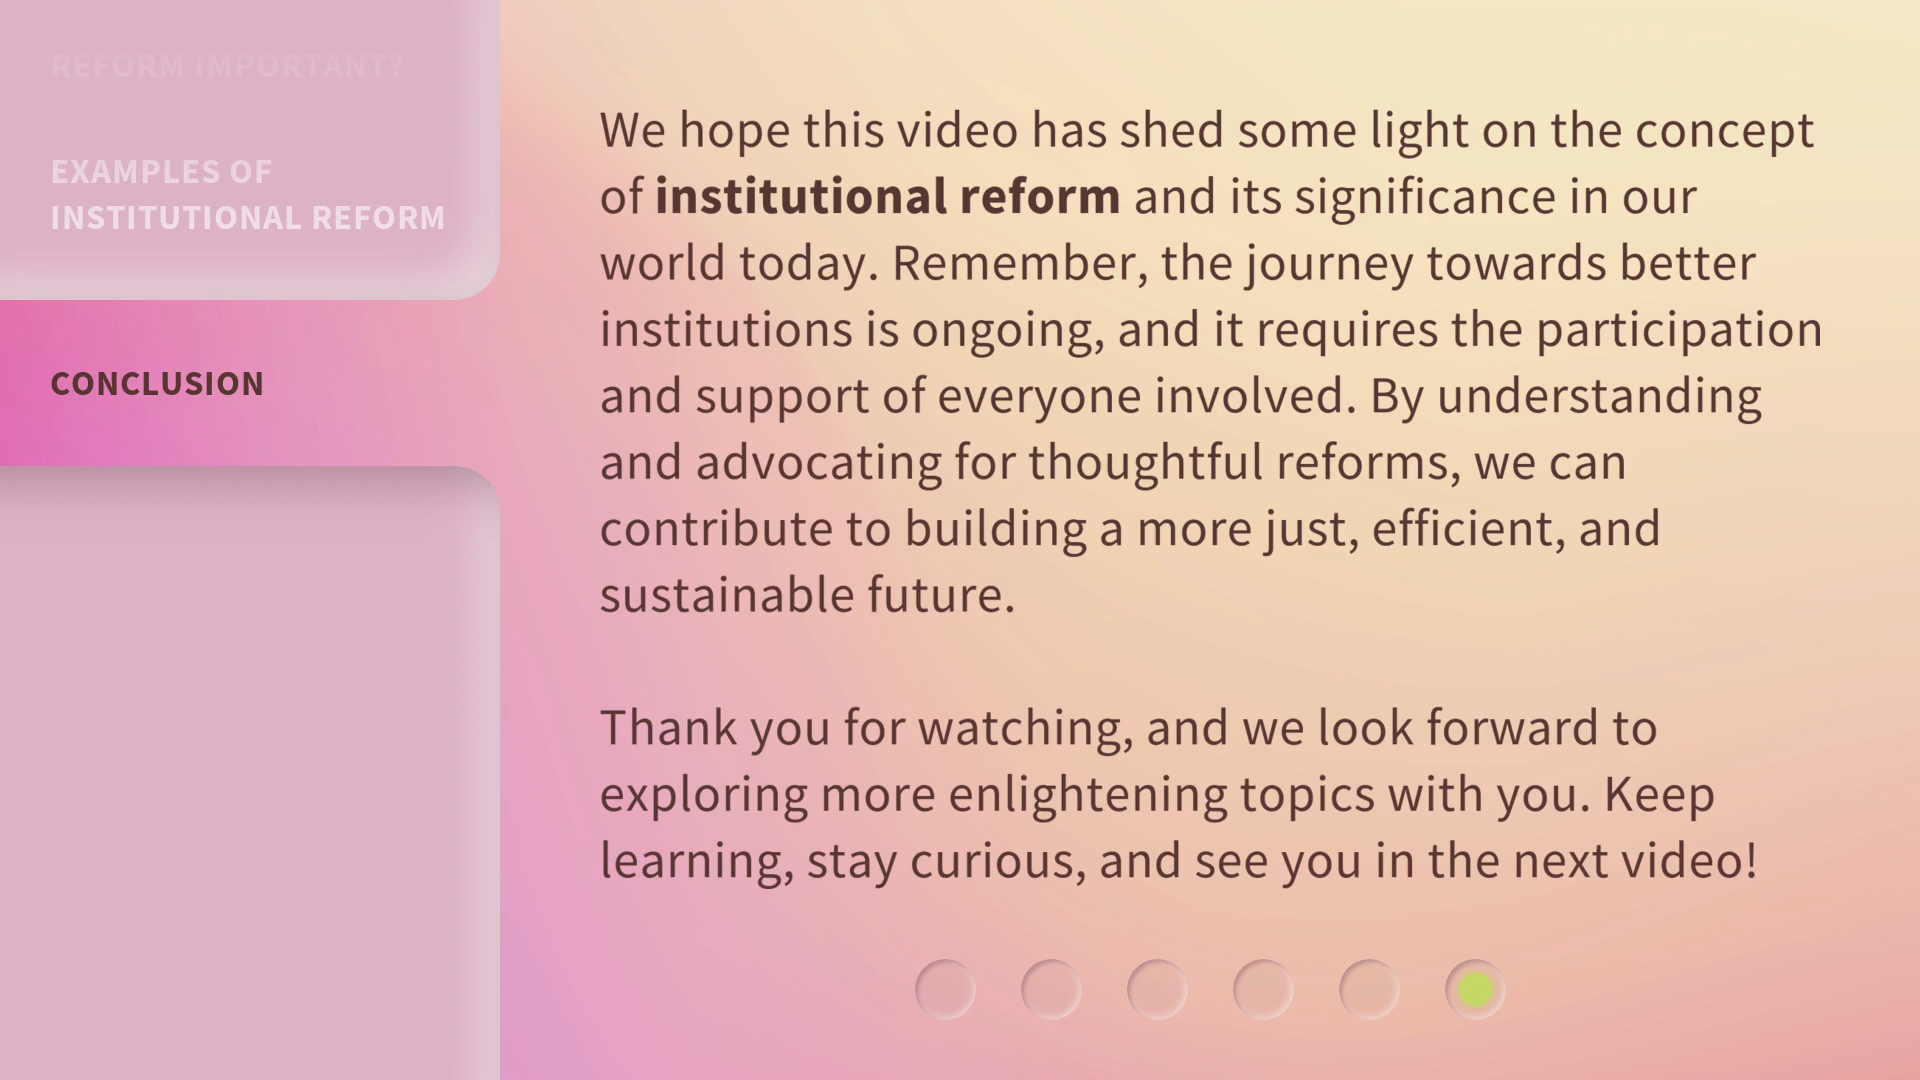 REFORM IMPORTANT?
EXAMPLES OF
INSTITUTIONAL REFORM
CONCLUSION
We hope this video has shed some light on the concept
of institutional reform and its significance in our
world today. Remember, the journey towards better
institutions is ongoing, and it requires the participation
and support of everyone involved. By understanding
and advocating for thoughtful reforms, we can
contribute to building a more just, efficient, and
sustainable future.
Thank you for watching, and we look forward to
exploring more enlightening topics with you. Keep
learning, stay curious, and see you in the next video!